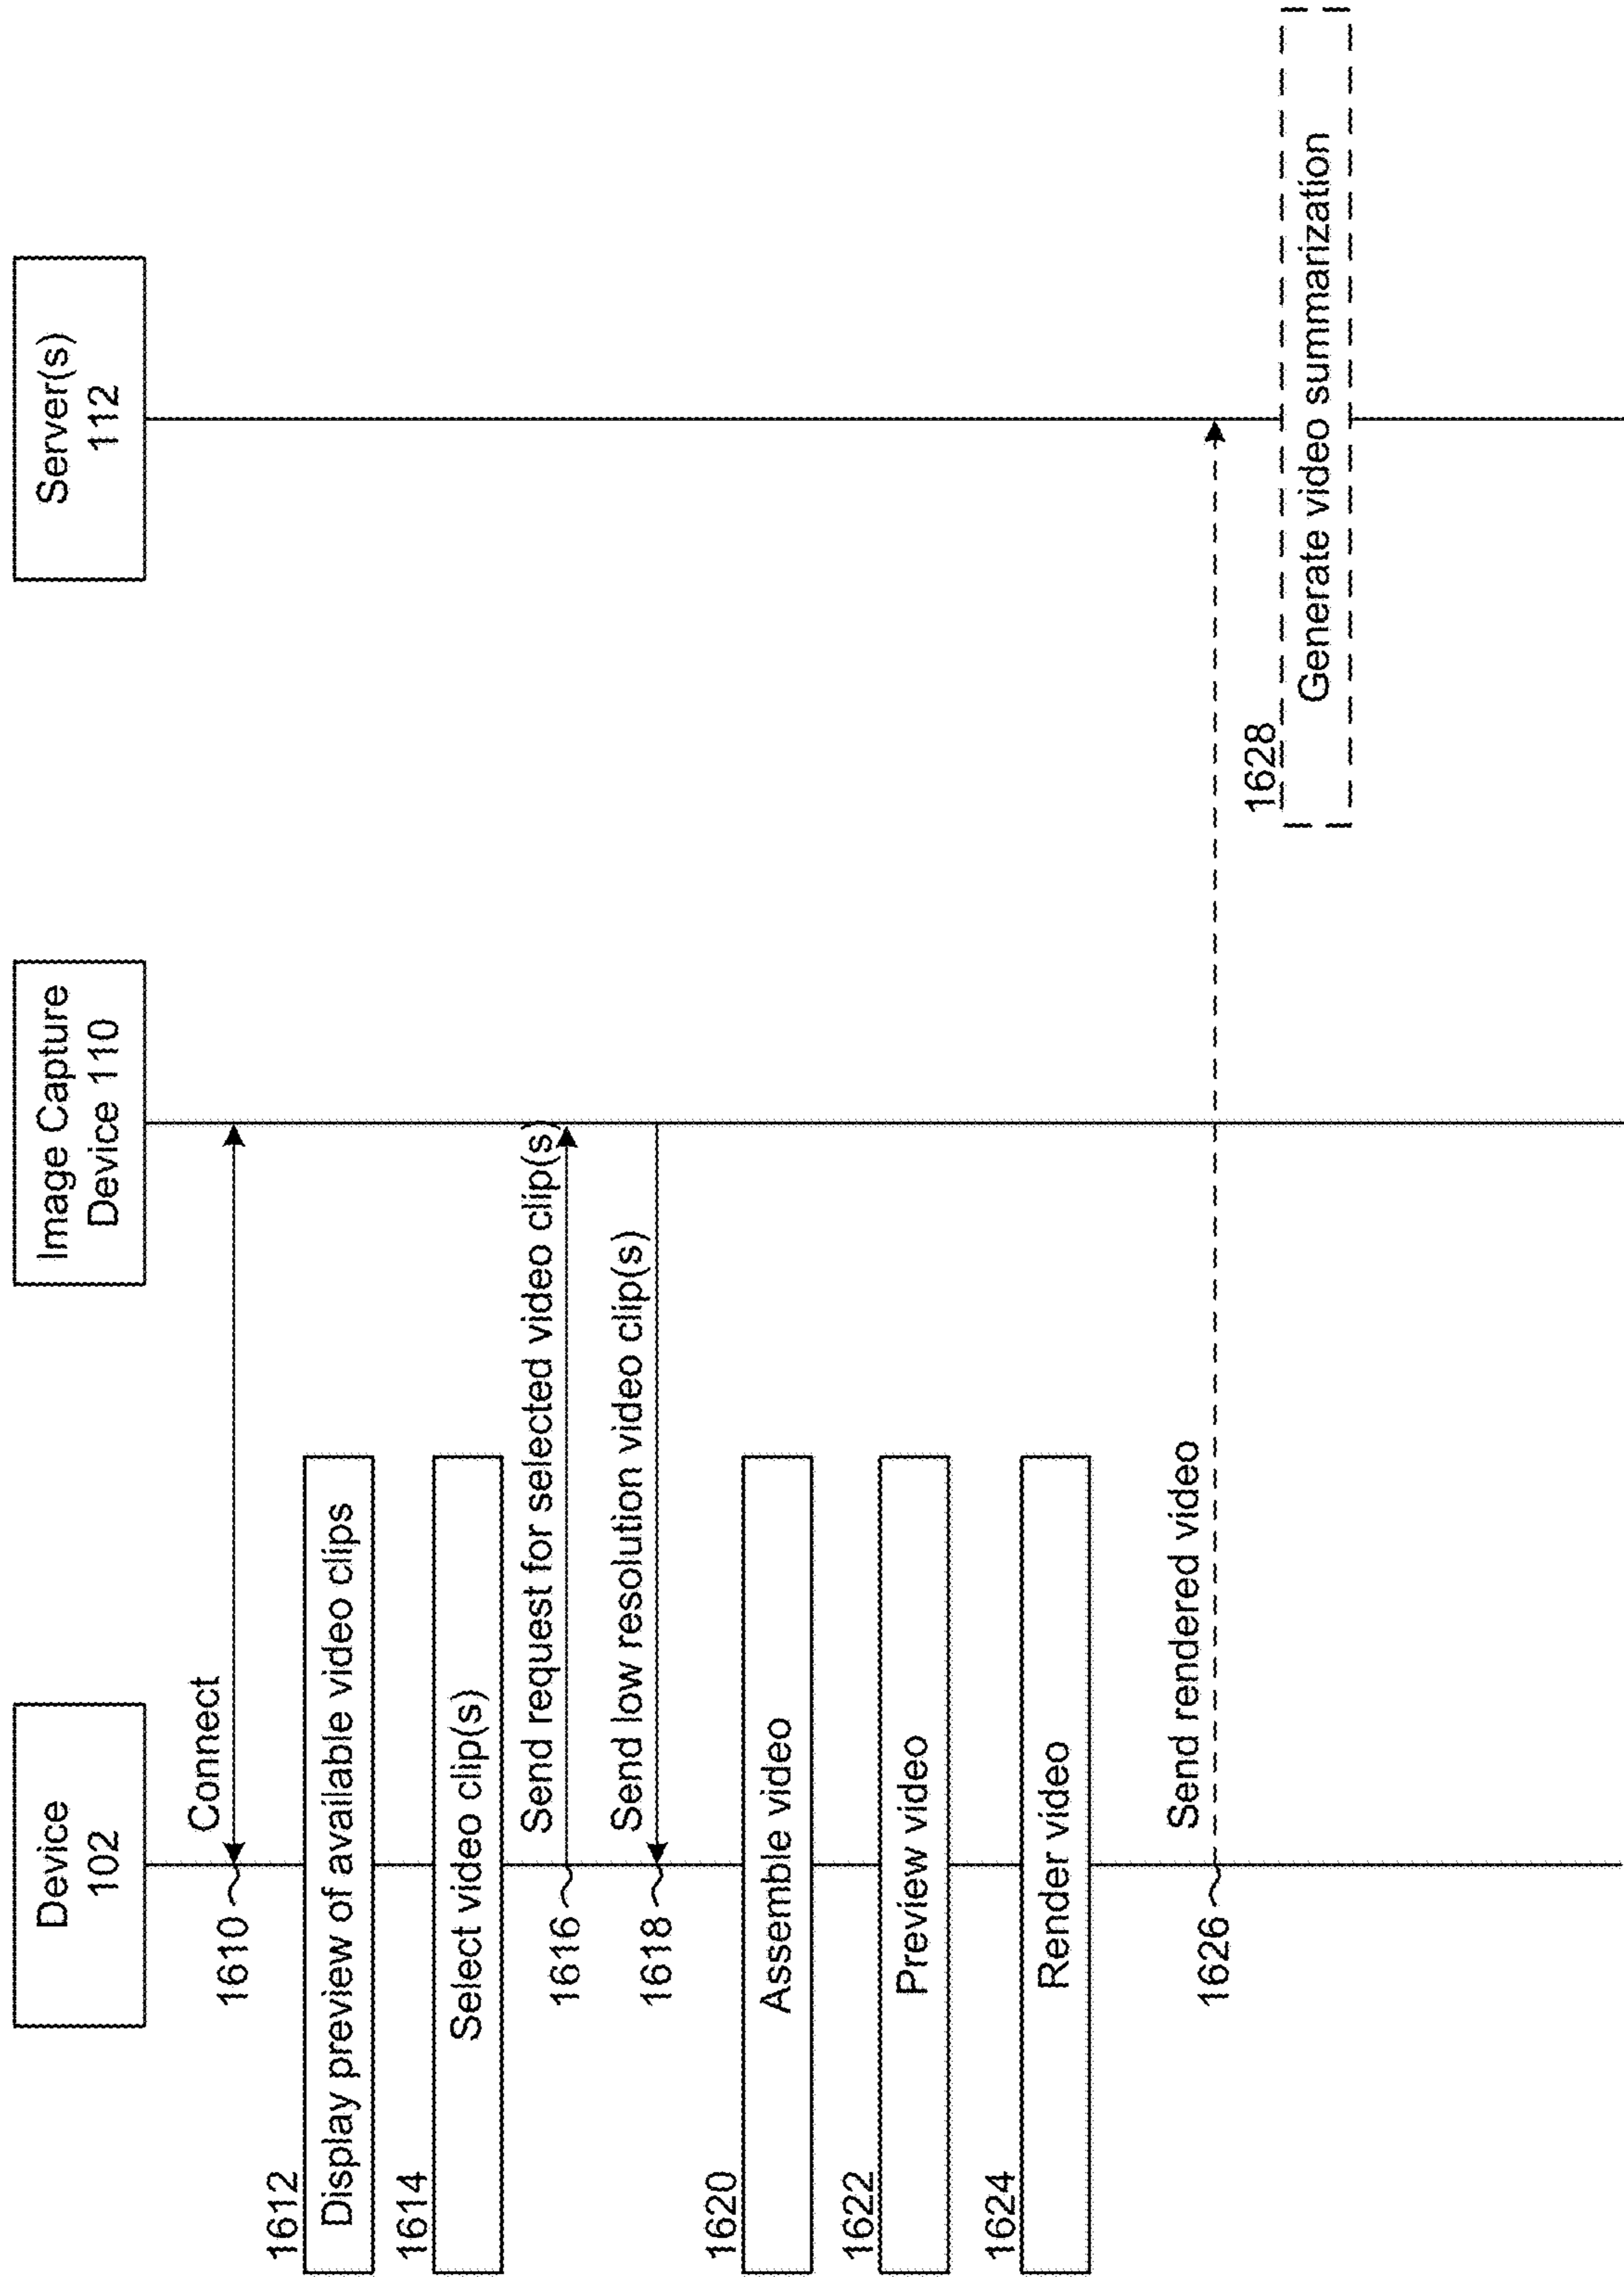 Device
102
Image Capture
Device 110
Server(s)
112
Connect
1610
1612
Display preview of available video clips
1614
Select video clip(s)
Send request for selected video clip(s)
1616
Send low resolution video clip(s)
1618
1620
Assemble video
1622
Preview video
1624
Render video
Send rendered video
1626
1628
Generate video summarization